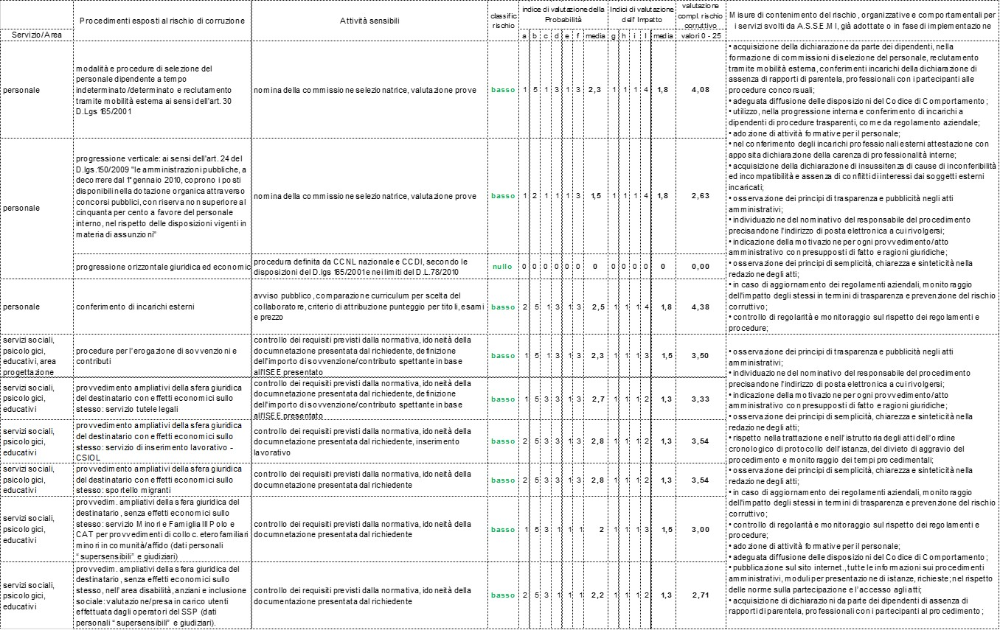 Servizio/Area
Procedimenti esposti al rischio di corruzione
Attività sensibili
classific
rischio
indice di valutazione della
Probabilità
Indici di valutazione
dell' Impatto
valutazione
compl. rischio
corruttivo
Misure di contenimento del rischio, organizzative e comportamentali per
i servizi svolti da A.S.S.E.MI, già adottate o in fase di implementazione
a b c d e f media g h i l media valori 0 - 25
personale
modalità e procedure di selezione del
personale dipendente a tempo
indeterminato/determinato e reclutamento
tramite mobilità esterna ai sensi dell'art. 30
D.Lgs 165/2001
nomina della commissione selezionatrice, valutazione prove
basso 1 5 1 3 1 3 2,3 1 1 1 4 1,8 4,08
personale
progressione verticale: ai sensi dell'art. 24 del
D.lgs.150/2009 "le amministrazioni pubbliche, a
decorrere dal 1° gennaio 2010, coprono i posti
disponibili nella dotazione organica attraverso
concorsi pubblici, con riserva non superiore al
cinquanta per cento a favore del personale
interno, nel rispetto delle disposizioni vigenti in
materia di assunzioni"
nomina della commissione selezionatrice, valutazione prove
basso 1 2 1 1 1 3 1,5 1 1 1 4 1,8 2,63
progressione orizzontale giuridica ed economic
procedura definita da CCNL nazionale e CCDI, secondo le
disposizioni del D.lgs 165/2001 e nei limiti del D.L.78/2010
nullo 0 0 0 0 0 0 0 0 0 0 0 0 0,00
personale
conferimento di incarichi esterni
avviso pubblico, comparazione curriculum per scelta del
collaboratore, criterio di attribuzione punteggio per titoli, esami
e prezzo
basso 2 5 1 3 1 3 2,5 1 1 1 4 1,8 4,38
• acquisizione della dichiarazione da parte dei dipendenti, nella
formazione di commissioni di selezione del personale, reclutamento
tramite mobilità esterna, conferimenti incarichi della dichiarazione di
assenza di rapporti di parentela, professionali con i partecipanti alle
procedure concorsuali;
• adeguata diffusione delle disposizioni del Codice di Comportamento;
• utilizzo, nella progressione interna e conferimento di incarichi a
dipendenti di procedure trasparenti, come da regolamento aziendale;
• adozione di attività formative per il personale;
• nel conferimento degli incarichi professionali esterni attestazione con
apposita dichiarazione della carenza di professionalità interne;
• acquisizione della dichiarazione di insussitenza di cause di inconferibilità
ed incompatibilità e assenza di conflitti di interessi dai soggetti esterni
incaricati;
• osservazione dei principi di trasparenza e pubblicità negli atti
amministrativi;
• individuazione del nominativo del responsabile del procedimento
precisandone l'indirizzo di posta elettronica a cui rivolgersi;
• indicazione della motivazione per ogni provvedimento/atto
amministrativo con presupposti di fatto e ragioni giuridiche;
• osservazione dei principi di semplicità, chiarezza e sinteticità nella
redazione degli atti;
• in caso di aggiornamento dei regolamenti aziendali, monitoraggio
dell'impatto degli stessi in termini di trasparenza e prevenzione del rischio
corruttivo;
• controllo di regolarità e monitoraggio sul rispetto dei regolamenti e
procedure;
servizi sociali,
psicologici,
educativi, area
progettazione
procedure per l'erogazione di sovvenzioni e
contributi
controllo dei requisiti previsti dalla normativa, idoneità della
documnetazione presentata dal richiedente, definizione
dell'importo di sovvenzione/contributo spettante in base
all'ISEE presentato
basso 1 5 1 3 1 3 2,3 1 1 1 3 1,5 3,50
servizi sociali,
psicologici,
educativi
provvedimento ampliativi della sfera giuridica
del destinatario con effetti economici sullo
stesso: servizio tutele legali
controllo dei requisiti previsti dalla normativa, idoneità della
documnetazione presentata dal richiedente, definizione
dell'importo di sovvenzione/contributo spettante in base
all'ISEE presentato
basso 1 5 3 3 1 3 2,7 1 1 1 2 1,3 3,33
servizi sociali,
psicologici,
educativi
provvedimento ampliativi della sfera giuridica
del destinatario con effetti economici sullo
stesso: servizio di inserimento lavorativo -
CSIOL
controllo dei requisiti previsti dalla normativa, idoneità della
documnetazione presentata dal richiedente, inserimento
lavorativo
basso 2 5 3 3 1 3 2,8 1 1 1 2 1,3 3,54
servizi sociali,
psicologici,
educativi
provvedimento ampliativi della sfera giuridica
del destinatario con effetti economici sullo
stesso: sportello migranti
controllo dei requisiti previsti dalla normativa, idoneità della
documnetazione presentata dal richiedente
basso 2 5 3 3 1 3 2,8 1 1 1 2 1,3 3,54
servizi sociali,
psicologici,
educativi
provvedim. ampliativi della sfera giuridica del
destinatario, senza effetti economici sullo
stesso: servizio Minori e Famiglia III Polo e
CAT per provvedimenti di colloc. etero familiari
minori in comunità/affido (dati personali
"supersensibili" e giudiziari)
controllo dei requisiti previsti dalla normativa, idoneità della
documnetazione presentata dal richiedente
basso 1 5 3 1 1 1 2 1 1 1 3 1,5 3,00
servizi sociali,
psicologici,
educativi
provvedim. ampliativi della sfera giuridica del
destinatario, senza effetti economici sullo
stesso, nell'area disabilità, anziani e inclusione
sociale: valutazione/presa in carico utenti
effettuata dagli operatori del SSP (dati
personali "supersensibili" e giudiziari).
controllo dei requisiti previsti dalla normativa, idoneità della
documentazione presentata dal richiedente
basso 2 5 3 1 1 1 2,2 1 1 1 2 1,3 2,71
• osservazione dei principi di trasparenza e pubblicità negli atti
amministrativi;
• individuazione del nominativo del responsabile del procedimento
precisandone l'indirizzo di posta elettronica a cui rivolgersi;
• indicazione della motivazione per ogni provvedimento/atto
amministrativo con presupposti di fatto e ragioni giuridiche;
• osservazione dei principi di semplicità, chiarezza e sinteticità nella
redazione degli atti;
• rispetto nella trattazione e nell'istruttoria degli atti dell'ordine
cronologico di protocollo dell'istanza, del divieto di aggravio del
procedimento e monitoraggio dei tempi procedimentali;
• osservazione dei principi di semplicità, chiarezza e sinteticità nella
redazione degli atti;
• in caso di aggiornamento dei regolamenti aziendali, monitoraggio
dell'impatto degli stessi in termini di trasparenza e prevenzione del rischio
corruttivo;
• controllo di regolarità e monitoraggio sul rispetto dei regolamenti e
procedure;
• adozione di attività formative per il personale;
• adeguata diffusione delle disposizioni del Codice di Comportamento;
• pubblicazione sul sito internet., tutte le informazioni sui procedimenti
amministrativi, moduli per presentazione di istanze, richieste; nel rispetto
delle norme sulla partecipazione e l'accesso agli atti;
• acquisizione di dichiarazioni da parte dei dipendenti di assenza di
rapporti di parentela, professionali con i partecipanti al procedimento;